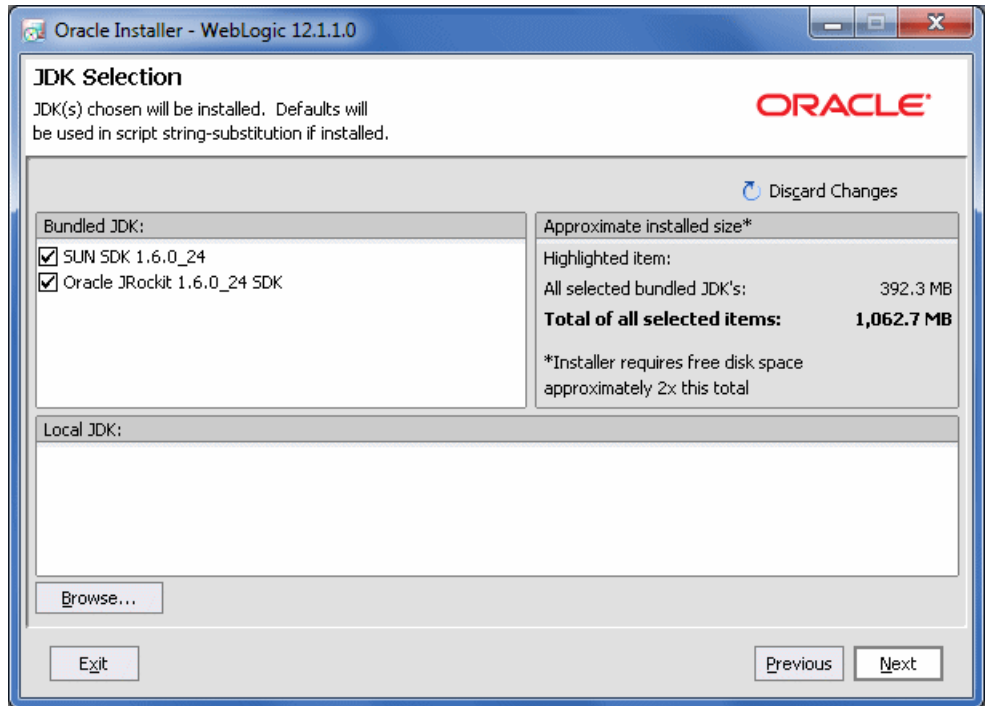 Oracle Installer - WebLogic 12.1.1.0
JDK Selection
JDK(s) chosen will be installed. Defaults will
be used in script string-substitution if installed.
ORACLE
Discard Changes
Bundled JDK:
SUN SDK 1.6.0_24
Oracle JRockit 1.6.0_24 SDK
Approximate installed size*
Highlighted item:
All selected bundled JDK's: 392.3 MB
Total of all selected items: 1,062.7 MB
*Installer requires free disk space
approximately 2x this total
Local JDK:
Browse...
Exit
Previous
Next